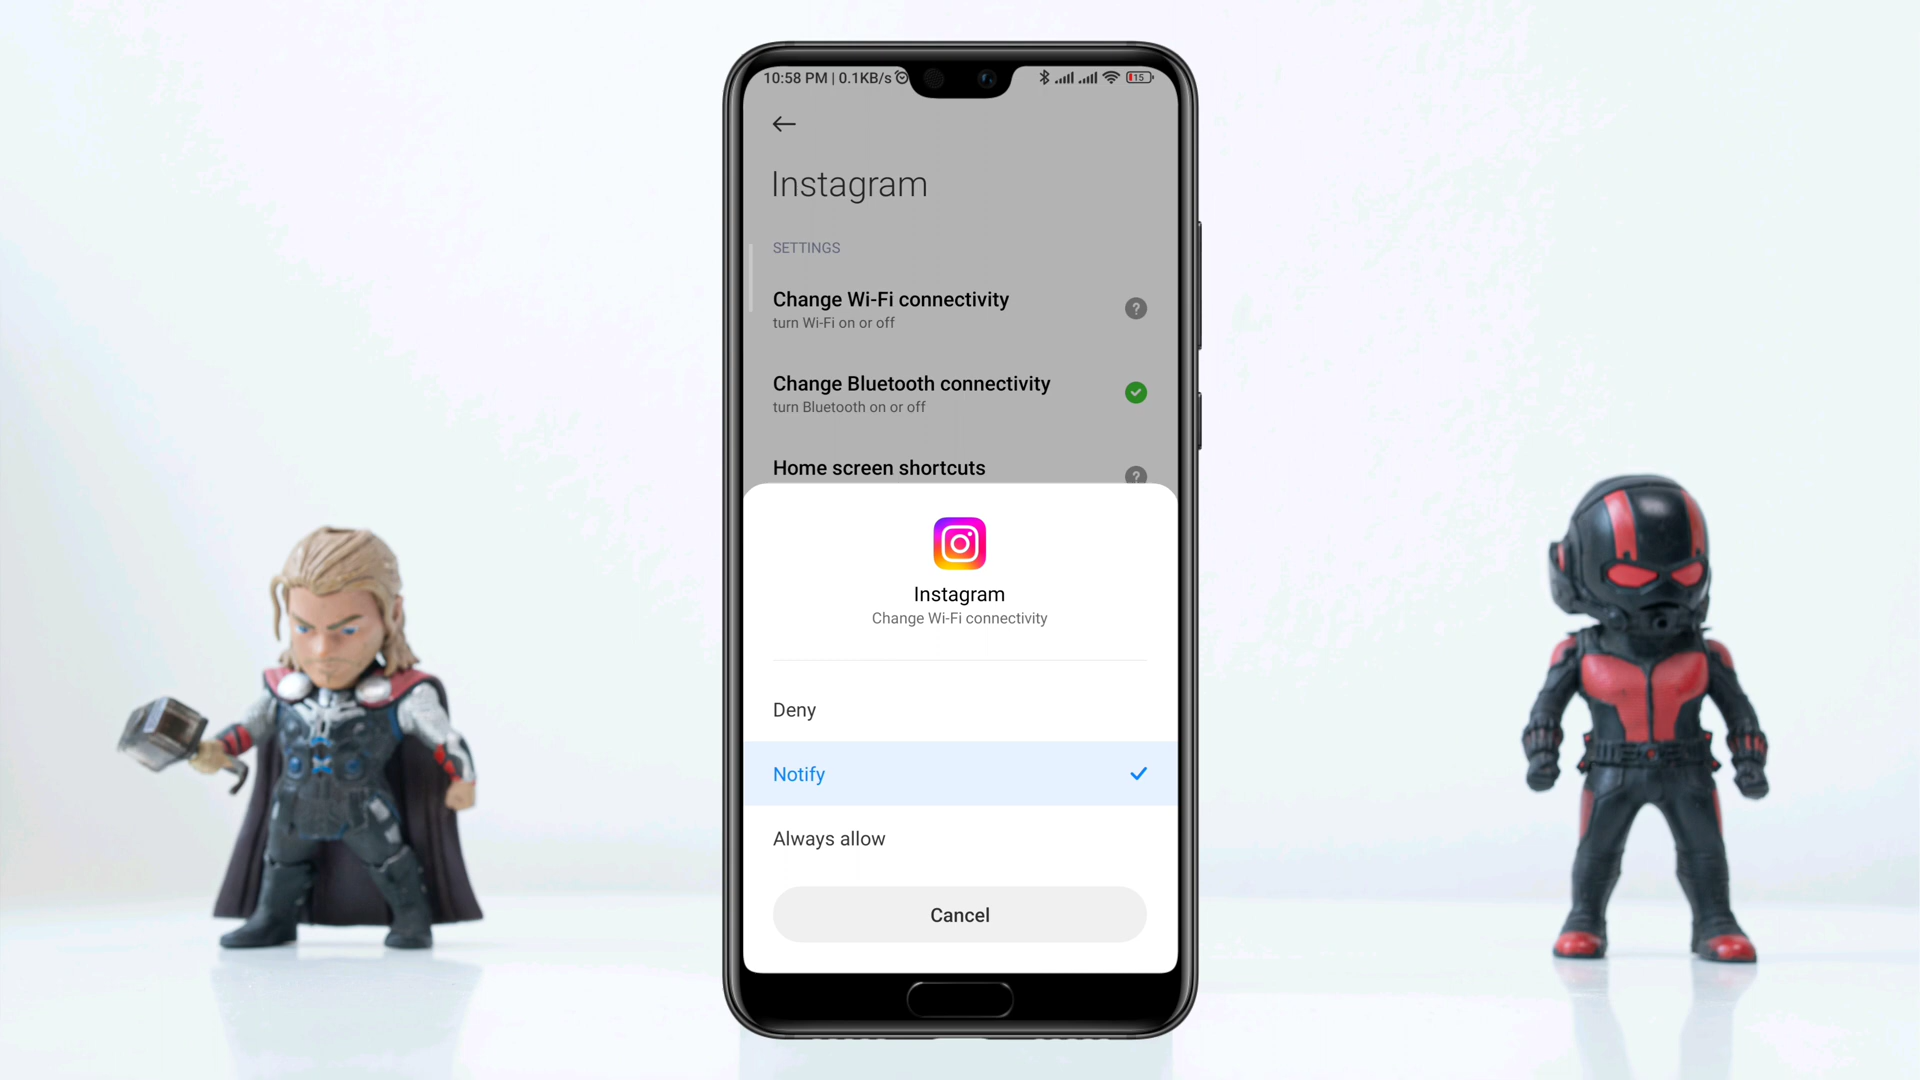 10:58 PM | 0.1KB/s
15
Instagram
SETTINGS
Change Wi-Fi connectivity
turn Wi-Fi on or off
?
Change Bluetooth connectivity
turn Bluetooth on or off
Home screen shortcuts
?
Instagram
Change Wi-Fi connectivity
Deny
Notify
Always allow
Cancel